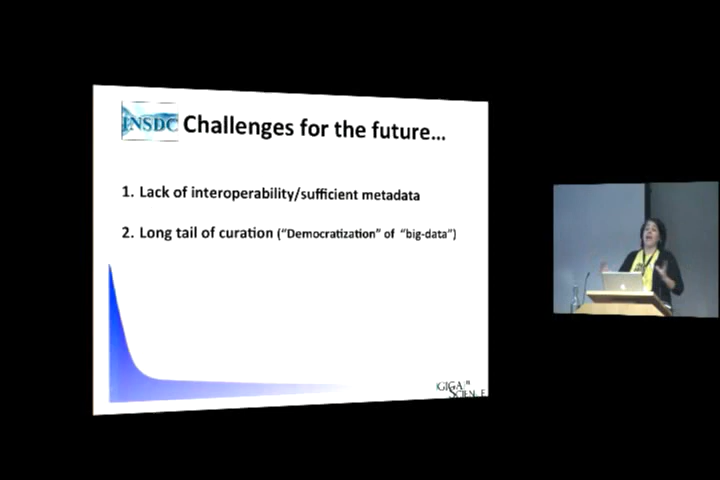 INSDC Challenges for the future...
1. Lack of interoperability/sufficient metadata
2. Long tail of curation (“Democratization” of “big-data”)
GIGA
SCIENCE